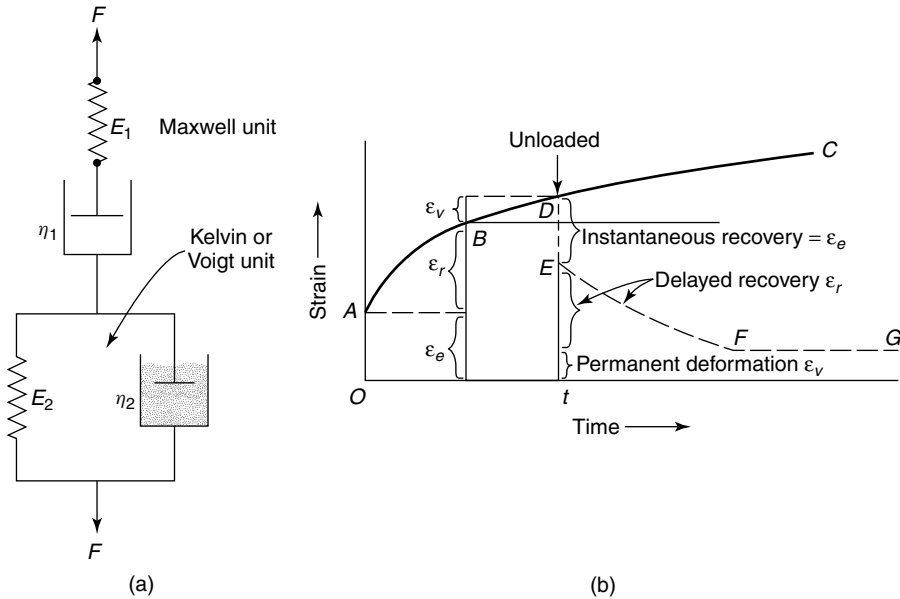 F
E1
Maxwell unit
η1
Kelvin or
Voigt unit
E2
η2
F
(a)
Unloaded
C
εv
D
B
Instantaneous recovery = εe
Strain
εr
E
Delayed recovery εr
A
εe
F
G
Permanent deformation εv
O
t
Time
(b)